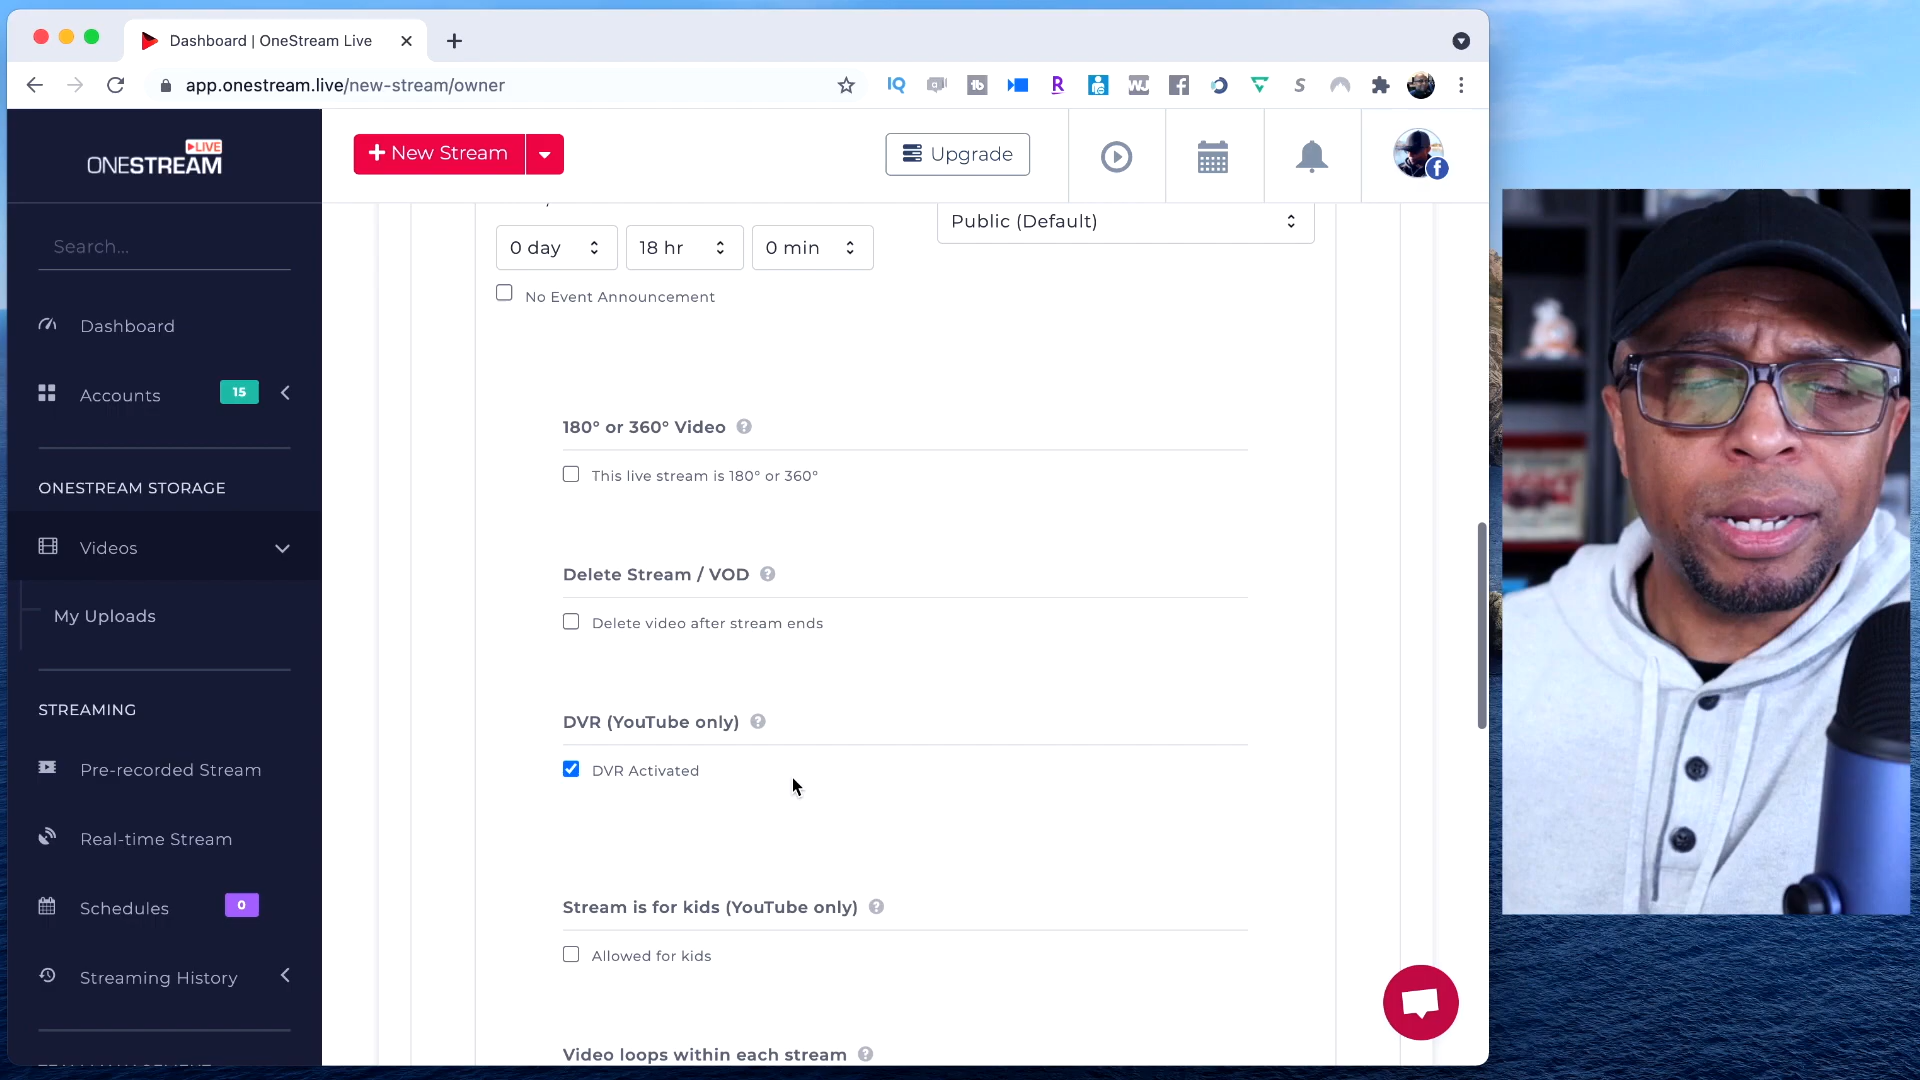 Dashboard | OneStream Live
app.onestream.live/new-stream/owner
LIVE
ONESTREAM
+ New Stream
Upgrade
Search...
Dashboard
Accounts 15
ONESTREAM STORAGE
Videos
My Uploads
STREAMING
Pre-recorded Stream
Real-time Stream
Schedules 0
Streaming History
Public (Default)
0 day
18 hr
0 min
No Event Announcement
180° or 360° Video
This live stream is 180° or 360°
Delete Stream / VOD
Delete video after stream ends
DVR (YouTube only)
DVR Activated
Stream is for kids (YouTube only)
Allowed for kids
Video loops within each stream